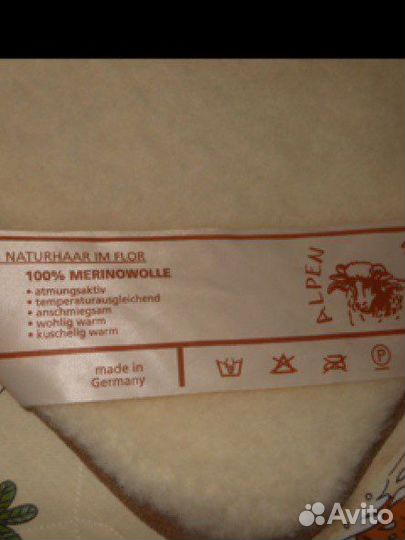 NATURHAAR IM FLOR
100% MERINOWOLLE
• atmungsaktiv
• temperaturausgleichend
• anschmiegsam
• wohlig warm
• kuschelig warm
ALPEN
made in
Germany
P
Avito